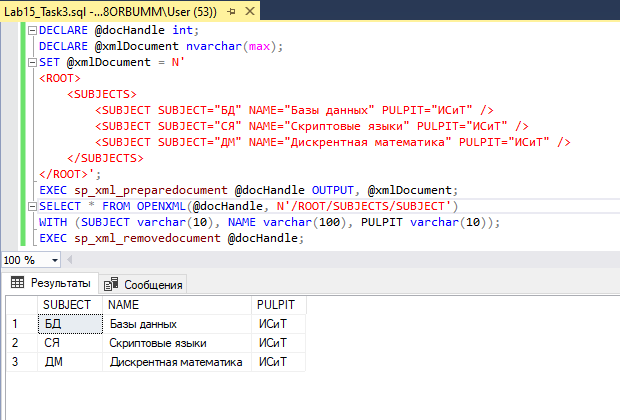 Lab15_Task3.sql -...8ORBUMM\User (53))
DECLARE @docHandle int;
DECLARE @xmlDocument nvarchar(max);
SET @xmlDocument = N'
<ROOT>
<SUBJECTS>
<SUBJECT SUBJECT="БД" NAME="Базы данных" PULPIT="ИСиТ" />
<SUBJECT SUBJECT="СЯ" NAME="Скриптовые языки" PULPIT="ИСиТ" />
<SUBJECT SUBJECT="ДМ" NAME="Дискрентная математика" PULPIT="ИСиТ" />
</SUBJECTS>
</ROOT>';
EXEC sp_xml_preparedocument @docHandle OUTPUT, @xmlDocument;
SELECT * FROM OPENXML(@docHandle, N'/ROOT/SUBJECTS/SUBJECT')
WITH (SUBJECT varchar(10), NAME varchar(100), PULPIT varchar(10));
EXEC sp_xml_removedocument @docHandle;
100 %
Результаты Сообщения
SUBJECT NAME PULPIT
1 БД Базы данных ИСиТ
2 СЯ Скриптовые языки ИСиТ
3 ДМ Дискрентная математика ИСиТ